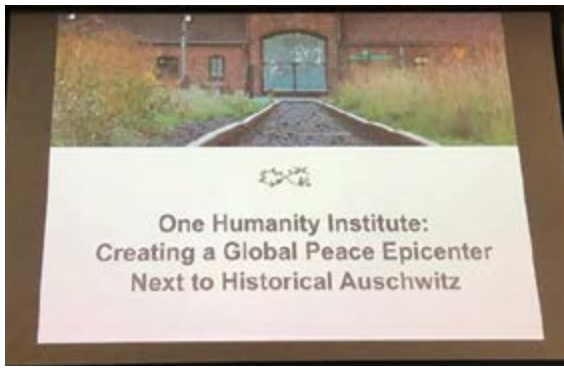 One Humanity Institute:
Creating a Global Peace Epicenter
Next to Historical Auschwitz